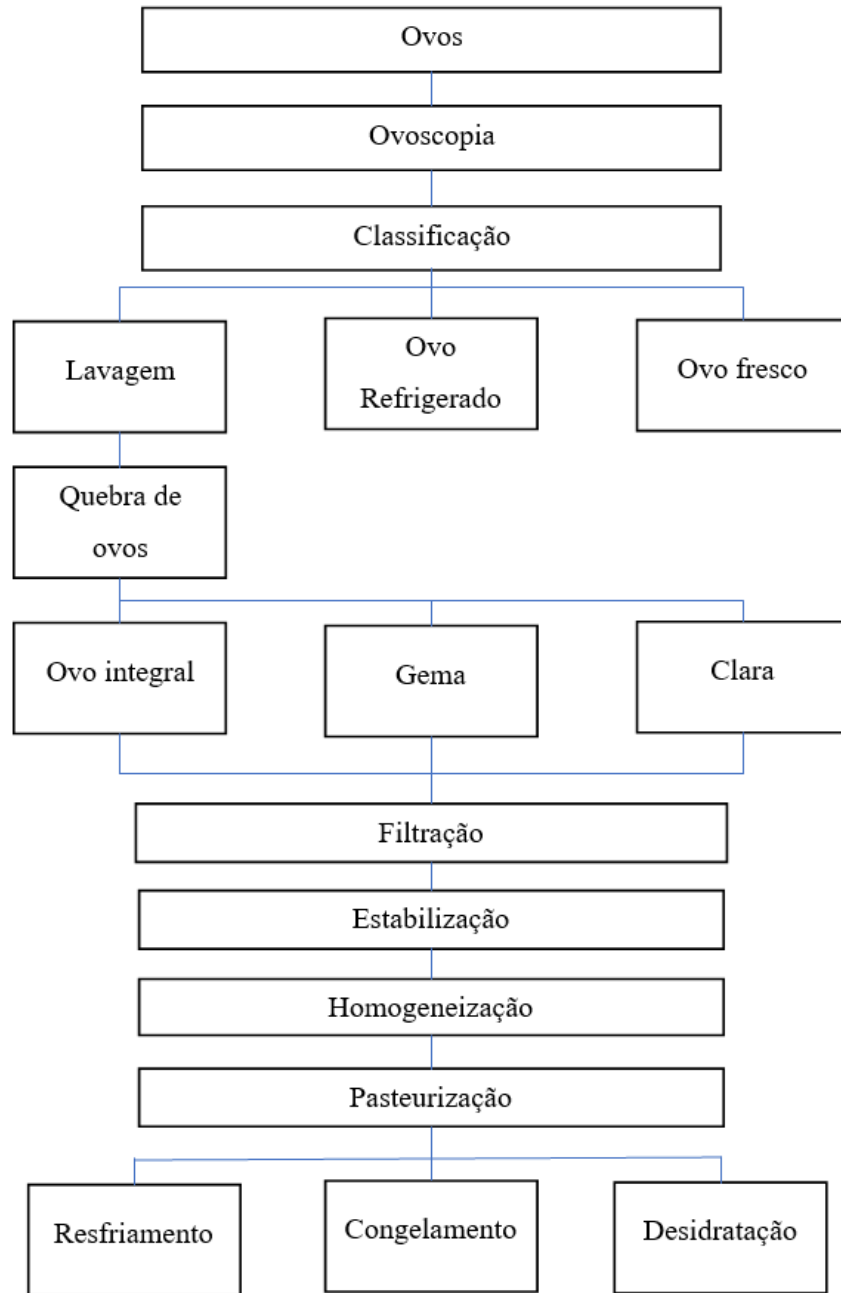 Ovos
Ovoscopia
Classificação
Lavagem
Ovo
Refrigerado
Ovo fresco
Quebra de
ovos
Ovo integral
Gema
Clara
Filtração
Estabilização
Homogeneização
Pasteurização
Resfriamento
Congelamento
Desidratação